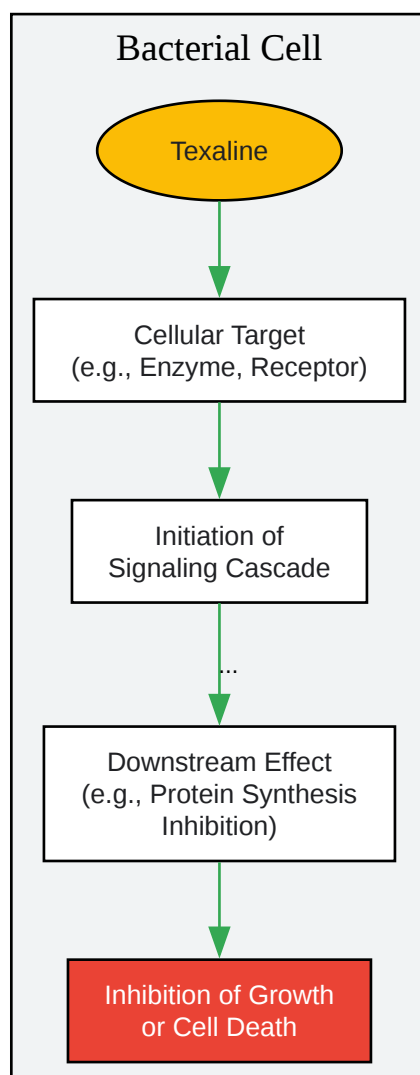 Bacterial Cell
Texaline
Cellular Target
(e.g., Enzyme, Receptor)
Initiation of
Signaling Cascade
...
Downstream Effect
(e.g., Protein Synthesis
Inhibition)
Inhibition of Growth
or Cell Death